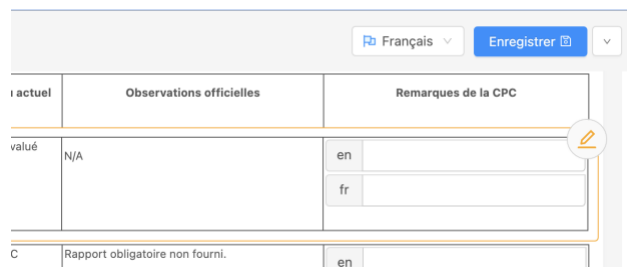 Français
Enregistrer
actuel
Observations officielles
Remarques de la CPC
valué
N/A
en
fr
C
Rapport obligatoire non fourni.
en